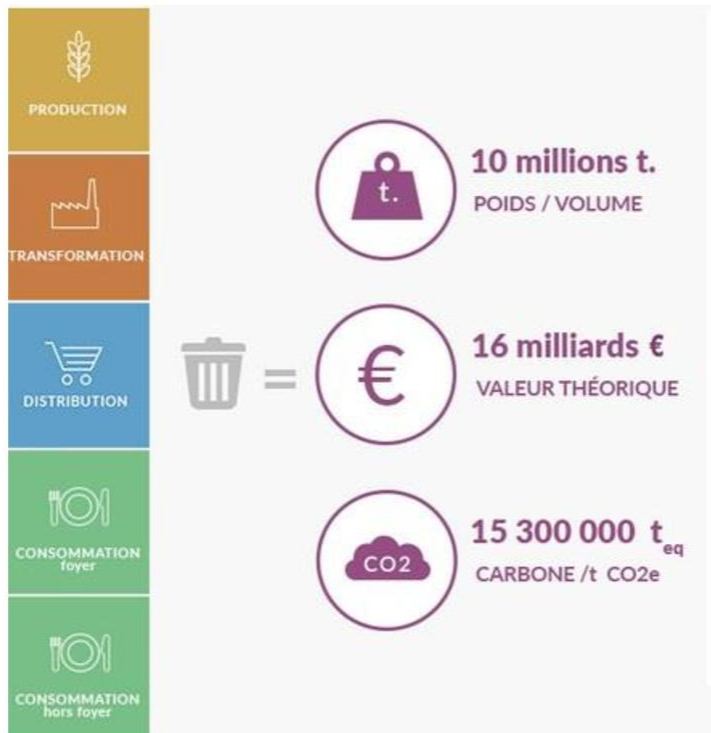 PRODUCTION
TRANSFORMATION
DISTRIBUTION
CONSOMMATION
foyer
CONSOMMATION
hors foyer
=
t.
10 millions t.
POIDS / VOLUME
€
16 milliards €
VALEUR THÉORIQUE
CO2
15 300 000 t eq
CARBONE /t CO2e